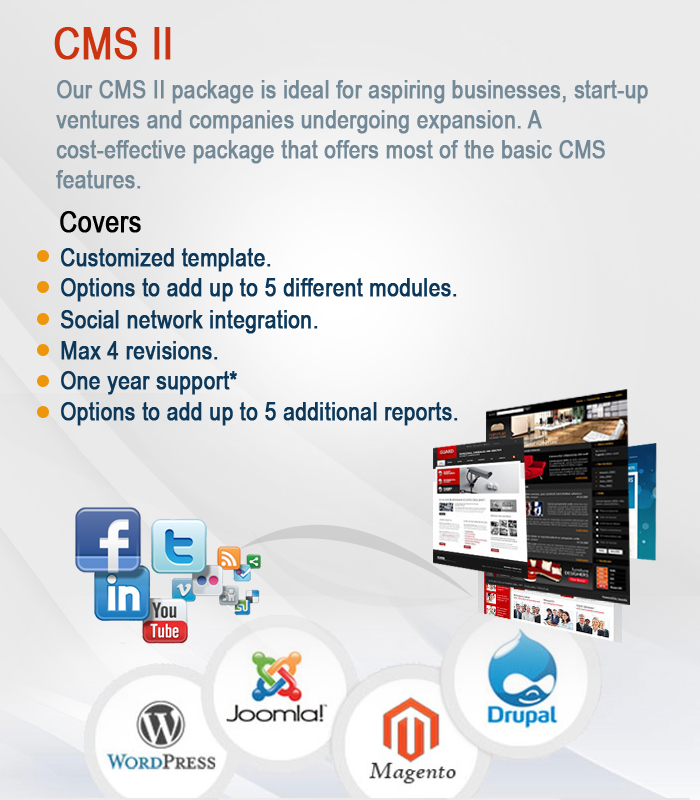 CMS II
Our CMS II package is ideal for aspiring businesses, start-up
ventures and companies undergoing expansion. A
cost-effective package that offers most of the basic CMS
features.
Covers
Customized template.
Options to add up to 5 different modules.
Social network integration.
Max 4 revisions.
One year support*
Options to add up to 5 additional reports.
GUARD
in
You
Tube
Joomla!
Drupal
WORDPRESS
Magento